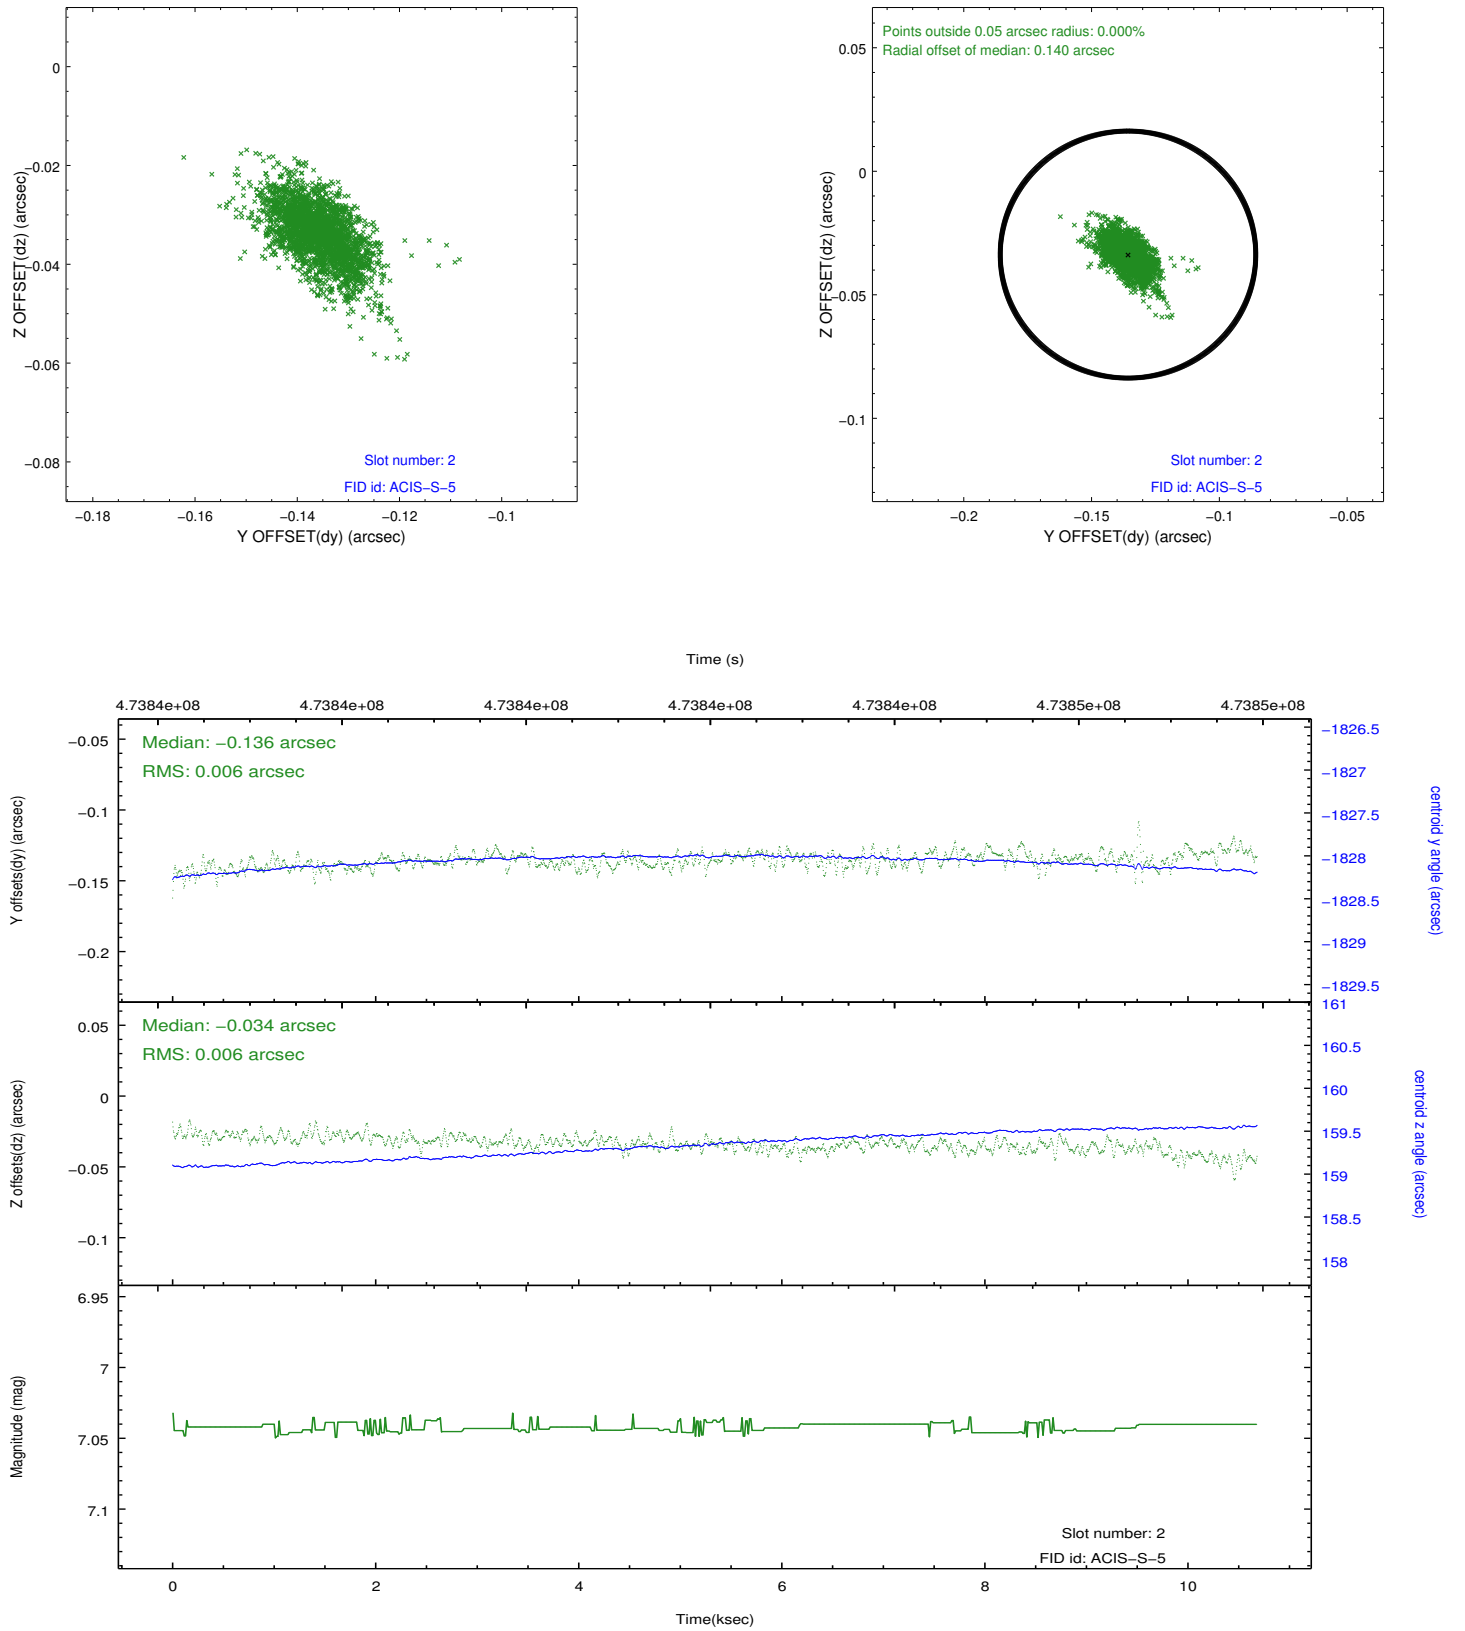 0
−0.02
−0.04
−0.06
−0.08
Z OFFSET(dz) (arcsec)
Slot number: 2
FID id: ACIS−S−5
−0.18 −0.16 −0.14 −0.12 −0.1
Y OFFSET(dy) (arcsec)
Points outside 0.05 arcsec radius: 0.000%
Radial offset of median: 0.140 arcsec
0.05
0
−0.05
−0.1
Z OFFSET(dz) (arcsec)
Slot number: 2
FID id: ACIS−S−5
−0.2 −0.15 −0.1 −0.05
Y OFFSET(dy) (arcsec)
Time (s)
4.7384e+08 4.7384e+08 4.7384e+08 4.7384e+08 4.7384e+08 4.7385e+08 4.7385e+08
Median: −0.136 arcsec
RMS: 0.006 arcsec
−0.05
−0.1
−0.15
−0.2
Y offsets(dy) (arcsec)
−1826.5
−1827
−1827.5
−1828
−1828.5
−1829
−1829.5
centroid y angle (arcsec)
Median: −0.034 arcsec
RMS: 0.006 arcsec
0.05
0
−0.05
−0.1
Z offsets(dz) (arcsec)
161
160.5
160
159.5
159
158.5
158
centroid z angle (arcsec)
6.95
7
7.05
7.1
Magnitude (mag)
Slot number: 2
FID id: ACIS−S−5
0 2 4 6 8 10
Time(ksec)